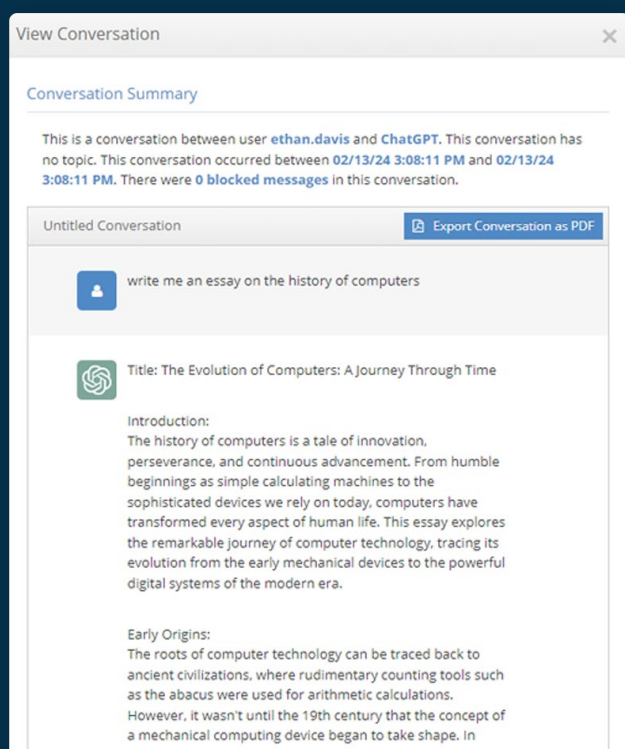 View Conversation
Conversation Summary
This is a conversation between user ethan.davis and ChatGPT. This conversation has
no topic. This conversation occurred between 02/13/24 3:08:11 PM and 02/13/24
3:08:11 PM. There were 0 blocked messages in this conversation.
Untitled Conversation
Export Conversation as PDF
write me an essay on the history of computers
Title: The Evolution of Computers: A Journey Through Time
Introduction:
The history of computers is a tale of innovation,
perseverance, and continuous advancement. From humble
beginnings as simple calculating machines to the
sophisticated devices we rely on today, computers have
transformed every aspect of human life. This essay explores
the remarkable journey of computer technology, tracing its
evolution from the early mechanical devices to the powerful
digital systems of the modern era.
Early Origins:
The roots of computer technology can be traced back to
ancient civilizations, where rudimentary counting tools such
as the abacus were used for arithmetic calculations.
However, it wasn't until the 19th century that the concept of
a mechanical computing device began to take shape. In